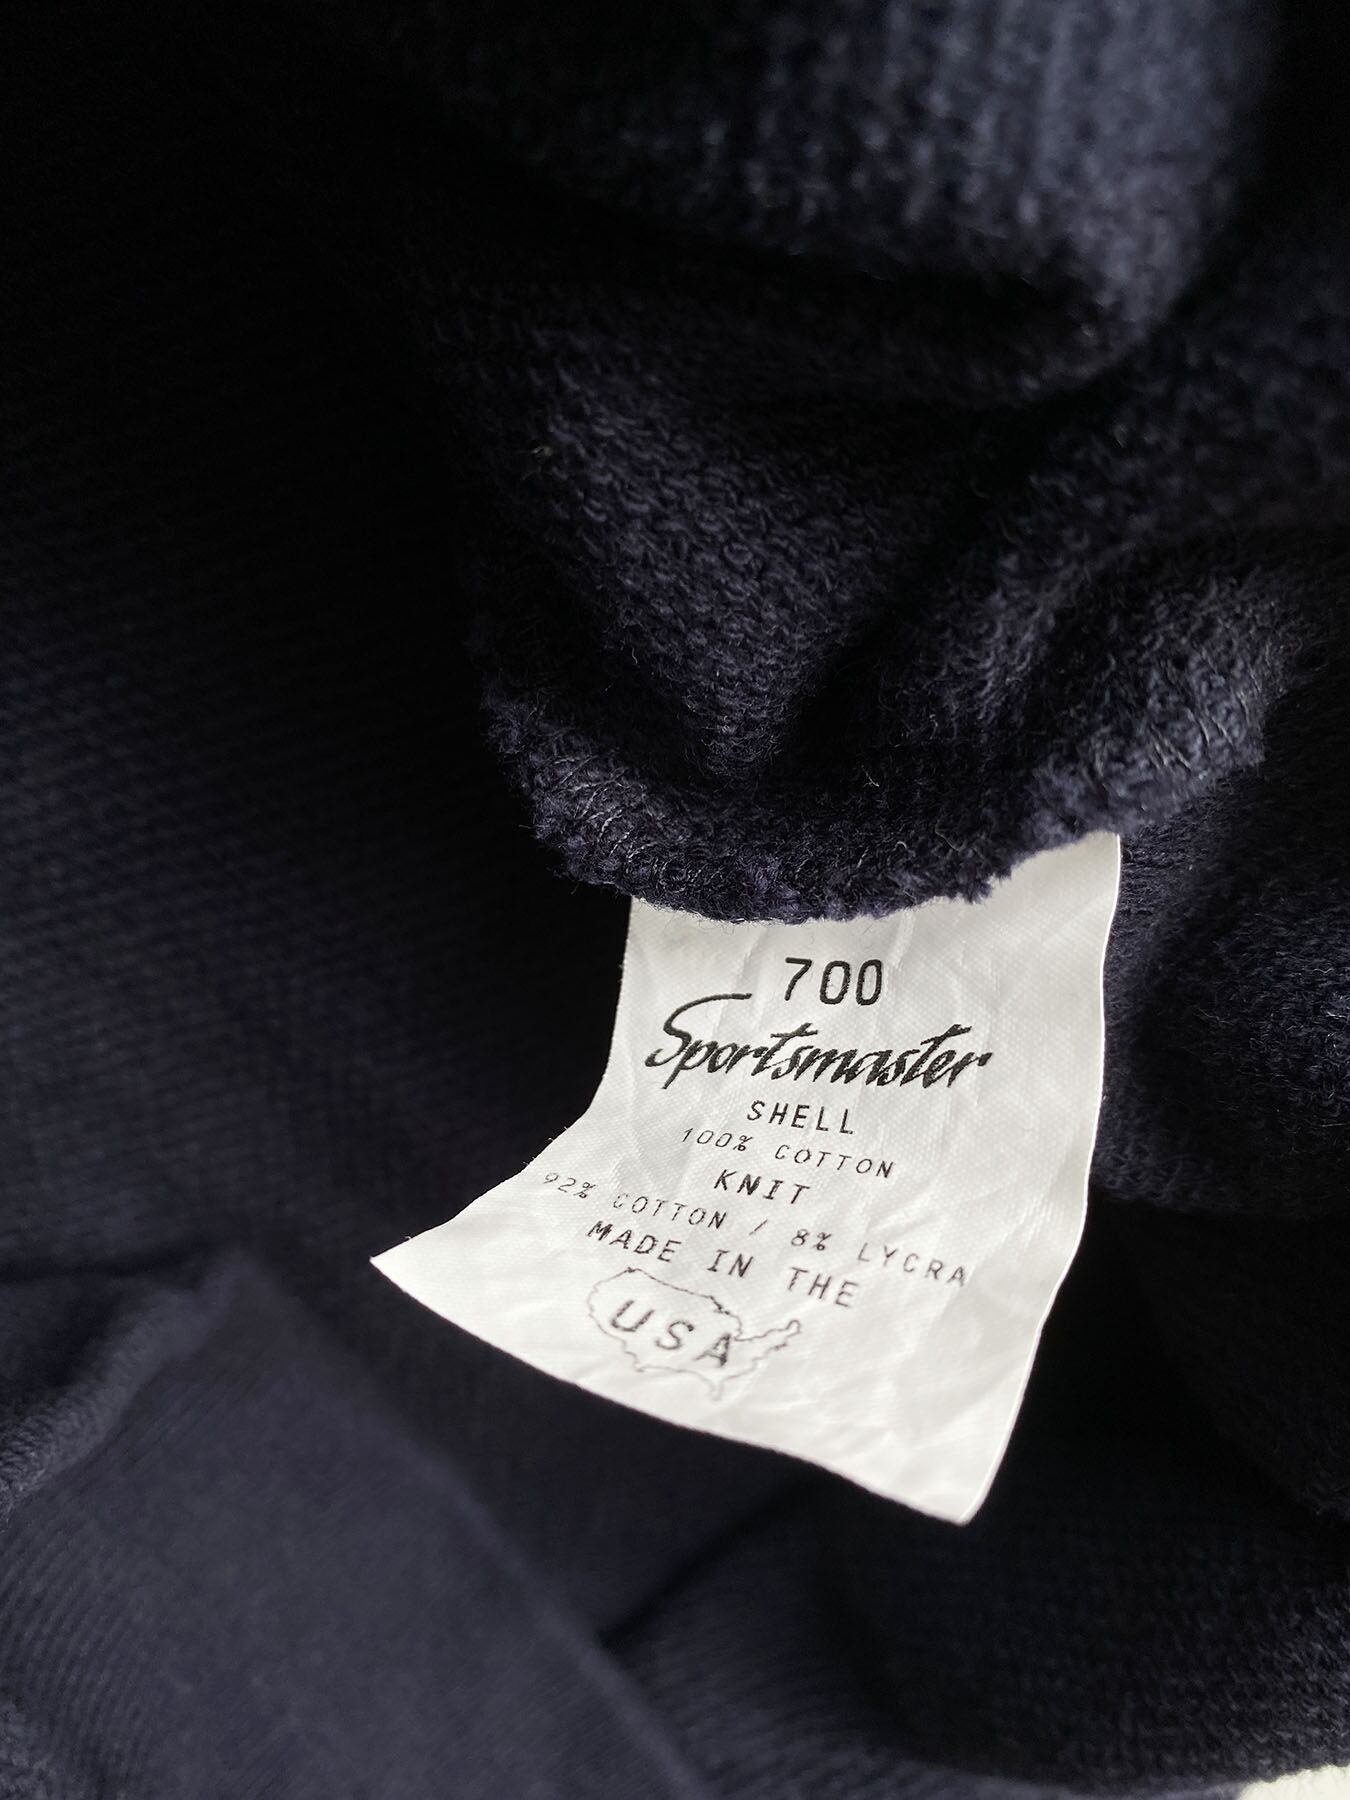 700
Sportsmaster
SHELL
100% COTTON
KNIT
92% COTTON / 8% LYCRA
MADE IN THE
USA